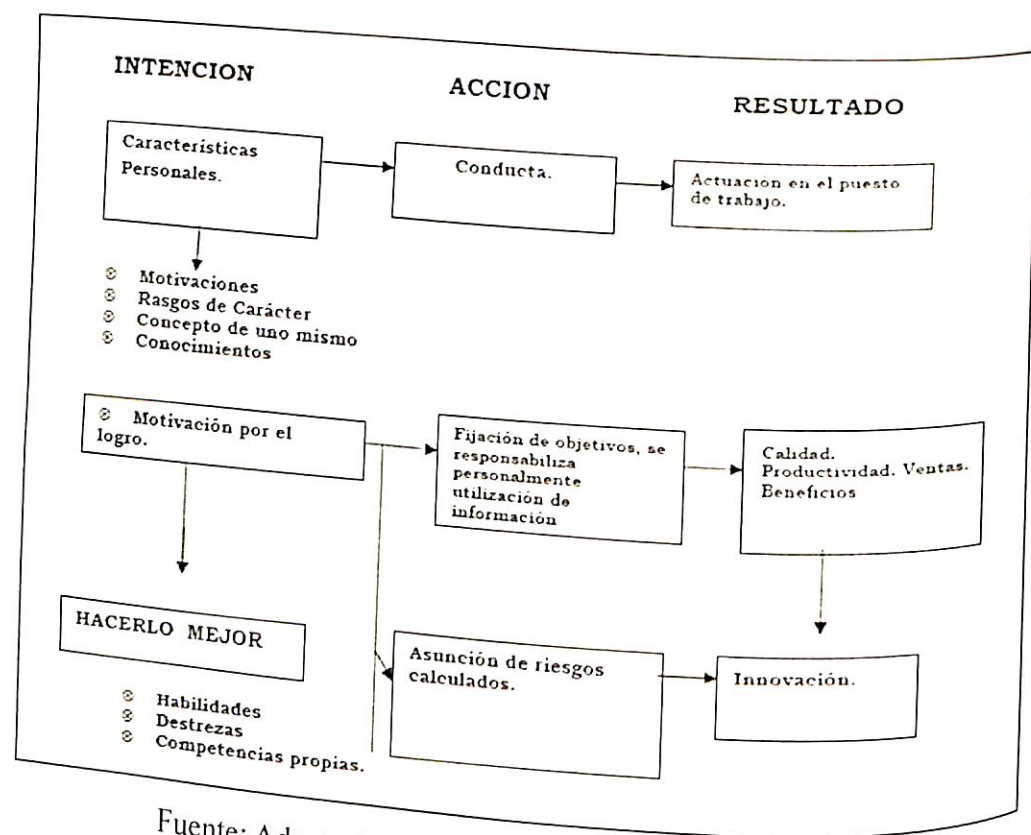 INTENCION
ACCION
RESULTADO
Características
Personales.
Conducta.
Actuación en el puesto
de trabajo.
⊗ Motivaciones
⊗ Rasgos de Carácter
⊗ Concepto de uno mismo
⊗ Conocimientos
⊗ Motivación por el
logro.
Fijación de objetivos, se
responsabiliza
personalmente
utilización de
información
Calidad.
Productividad. Ventas.
Beneficios
HACERLO MEJOR
Asunción de riesgos
calculados.
Innovación.
⊗ Habilidades
⊗ Destrezas
⊗ Competencias propias.
Fuente: